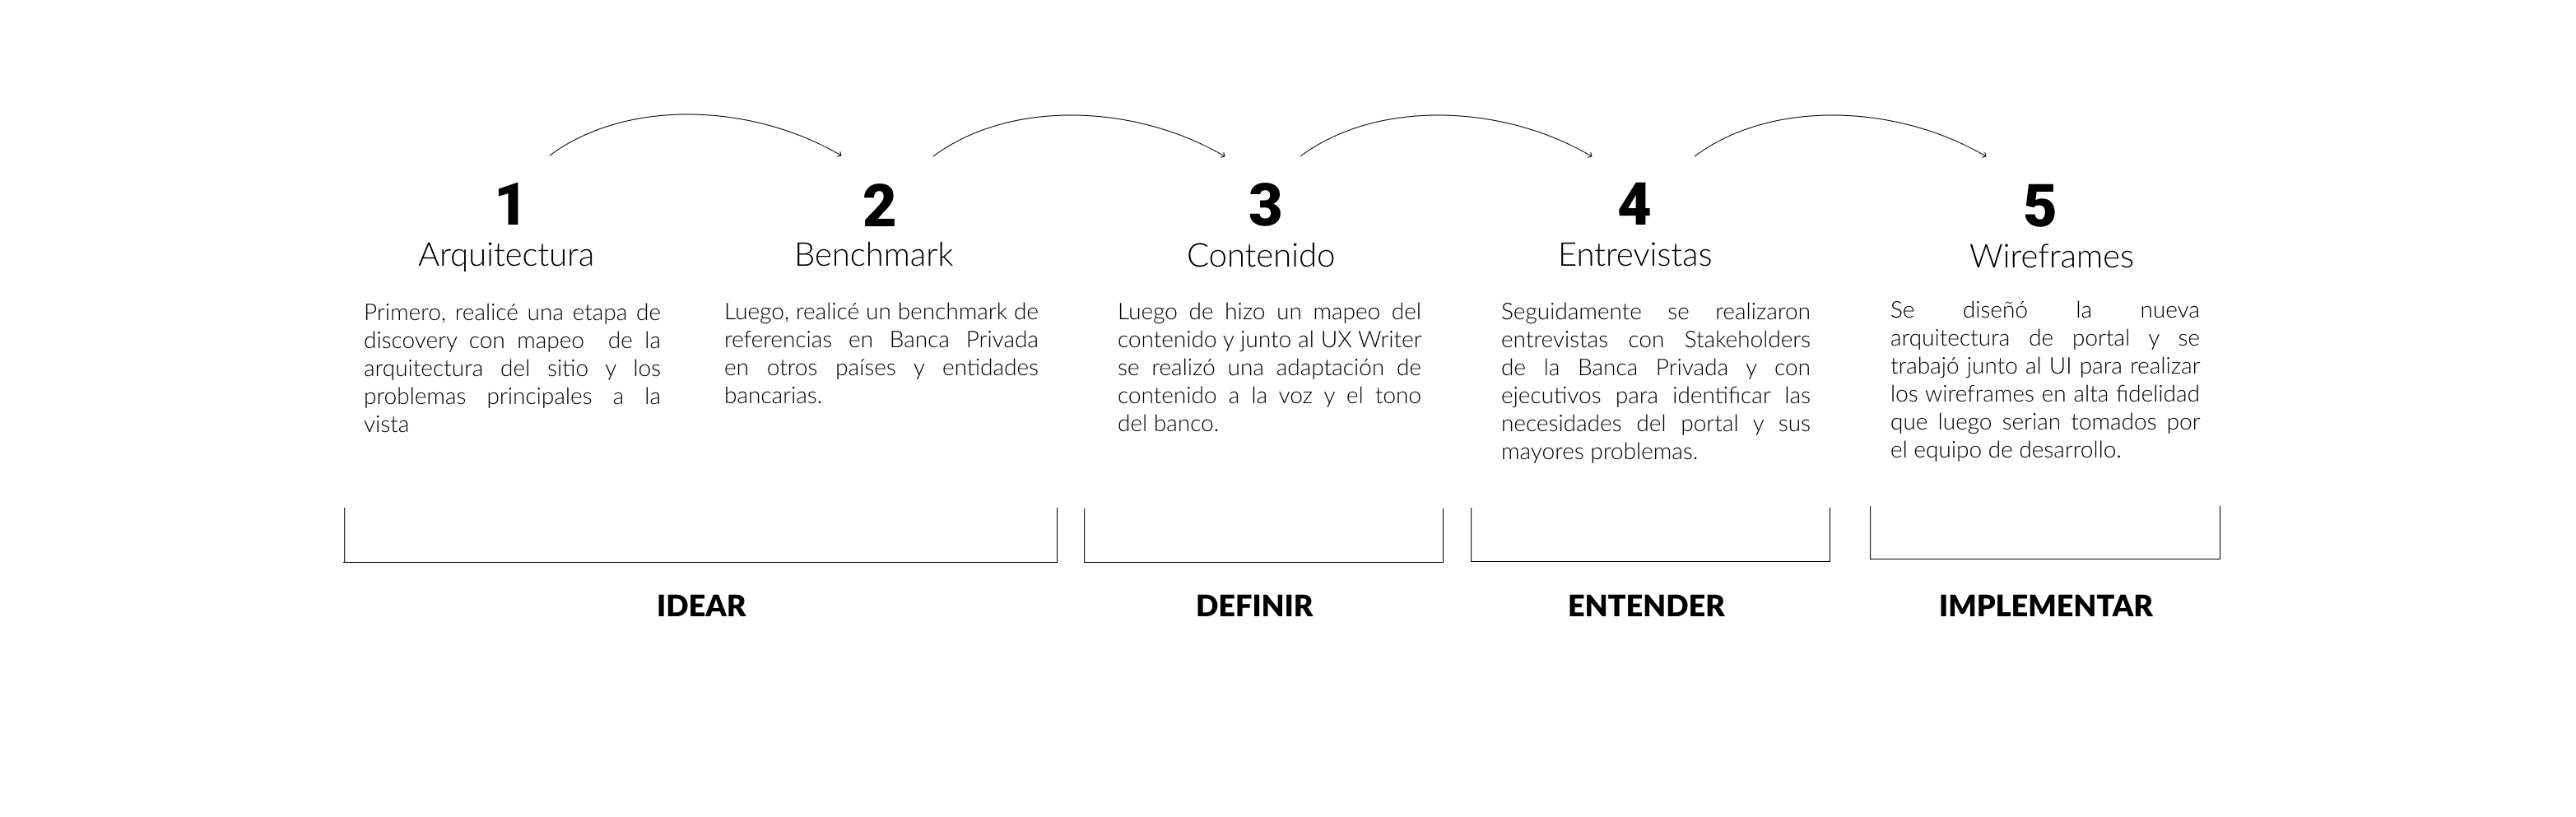 1
Arquitectura
Primero, realicé una etapa de
discovery con mapeo de la
arquitectura del sitio y los
problemas principales a la
vista
2
Benchmark
Luego, realicé un benchmark de
referencias en Banca Privada
en otros países y entidades
bancarias.
3
Contenido
Luego de hizo un mapeo del
contenido y junto al UX Writer
se realizó una adaptación de
contenido a la voz y el tono
del banco.
4
Entrevistas
Seguidamente se realizaron
entrevistas con Stakeholders
de la Banca Privada y con
ejecutivos para identificar las
necesidades del portal y sus
mayores problemas.
5
Wireframes
Se diseñó la nueva
arquitectura de portal y se
trabajó junto al UI para realizar
los wireframes en alta fidelidad
que luego serian tomados por
el equipo de desarrollo.
IDEAR
DEFINIR
ENTENDER
IMPLEMENTAR